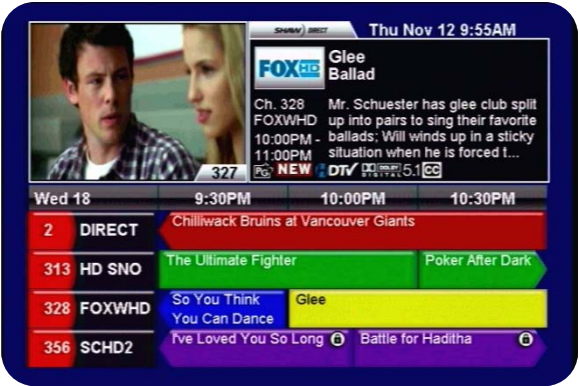 SHAW) DIRECT
Thu Nov 12 9:55AM
FOX HD
Glee
Ballad
Ch. 328
FOXWHD
10:00PM -
11:00PM
Mr. Schuester has glee club split
up into pairs to sing their favorite
ballads; Will winds up in a sticky
situation when he is forced t...
327
PG NEW DTV DOLBY DIGITAL 5.1 CC
Wed 18 9:30PM 10:00PM 10:30PM
2 DIRECT Chilliwack Bruins at Vancouver Giants
313 HD SNO The Ultimate Fighter Poker After Dark
328 FOXWHD So You Think
You Can Dance Glee
356 SCHD2 I've Loved You So Long Battle for Haditha